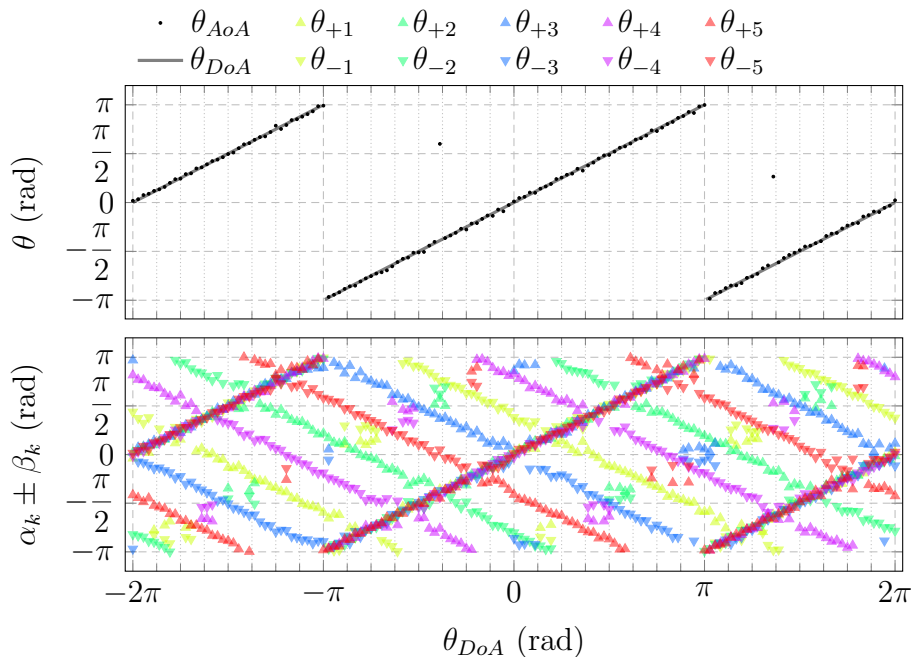 θ_AoA θ_+1 θ_+2 θ_+3 θ_+4 θ_+5
θ_DoA θ_−1 θ_−2 θ_−3 θ_−4 θ_−5
π
π/2
0
−π/2
−π
θ (rad)
π
π/2
0
−π/2
−π
α_k ± β_k (rad)
−2π −π 0 π 2π
θ_DoA (rad)